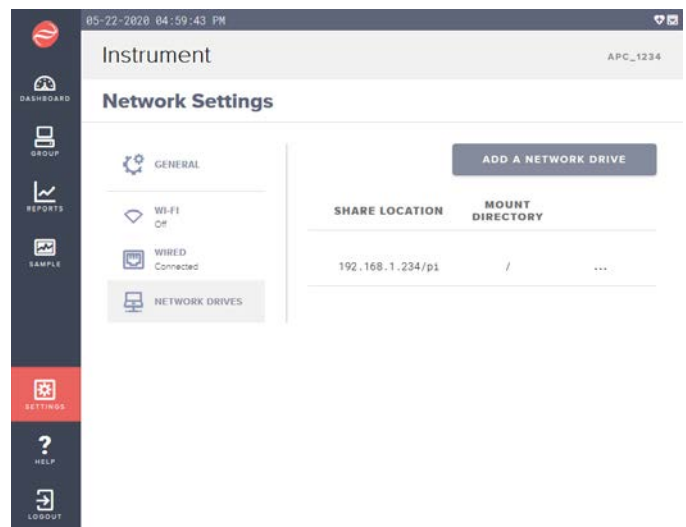 05-22-2020 04:59:43 PM
Instrument
APC_1234
DASHBOARD
Network Settings
GROUP
GENERAL
ADD A NETWORK DRIVE
REPORTS
WI-FI
Off
SHARE LOCATION
MOUNT
DIRECTORY
SAMPLE
WIRED
Connected
192.168.1.234/pi
/
...
NETWORK DRIVES
SETTINGS
?
HELP
LOGOUT